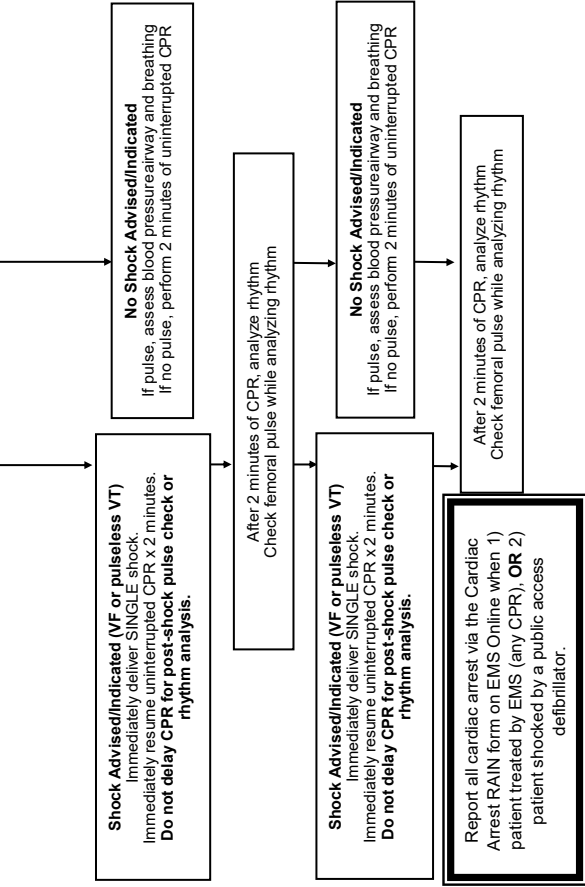 Shock Advised/Indicated (VF or pulseless VT)
Immediately deliver SINGLE shock.
Immediately resume uninterrupted CPR x 2 minutes.
Do not delay CPR for post-shock pulse check or
rhythm analysis.
No Shock Advised/Indicated
If pulse, assess blood pressureairway and breathing
If no pulse, perform 2 minutes of uninterrupted CPR
After 2 minutes of CPR, analyze rhythm
Check femoral pulse while analyzing rhythm
Shock Advised/Indicated (VF or pulseless VT)
Immediately deliver SINGLE shock.
Immediately resume uninterrupted CPR x 2 minutes.
Do not delay CPR for post-shock pulse check or
rhythm analysis.
No Shock Advised/Indicated
If pulse, assess blood pressureairway and breathing
If no pulse, perform 2 minutes of uninterrupted CPR
After 2 minutes of CPR, analyze rhythm
Check femoral pulse while analyzing rhythm
Report all cardiac arrest via the Cardiac
Arrest RAIN form on EMS Online when 1)
patient treated by EMS (any CPR), OR 2)
patient shocked by a public access
defibrillator.